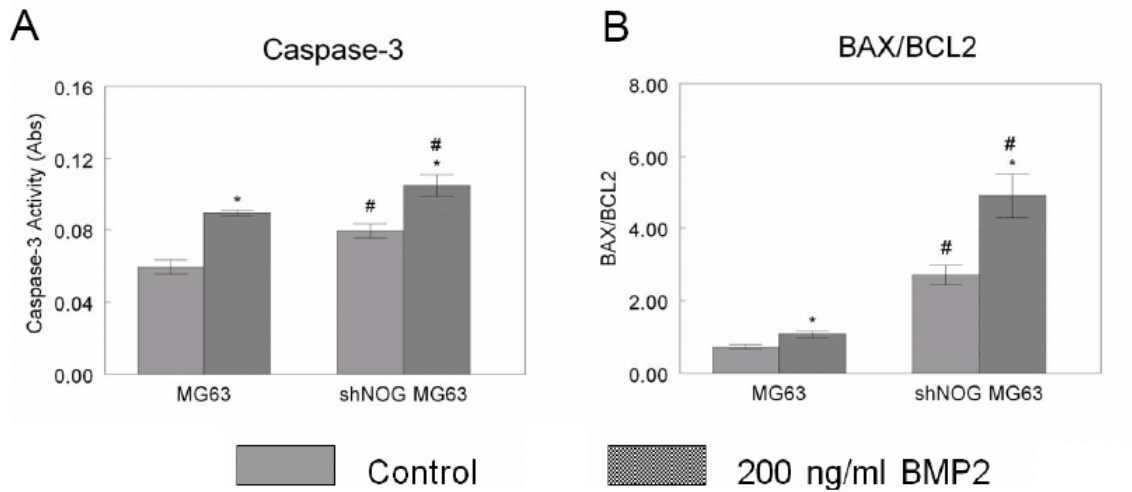 A
Caspase-3
Caspase-3 Activity (Abs)
0.16
0.12
0.08
0.04
0.00
*
#
#
*
MG63
shNOG MG63
B
BAX/BCL2
BAX/BCL2
8.00
6.00
4.00
2.00
0.00
*
#
#
*
MG63
shNOG MG63
Control
200 ng/ml BMP2